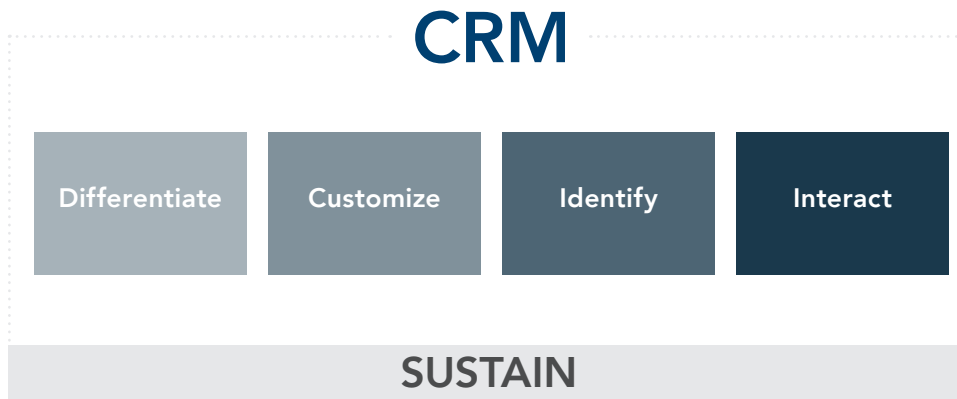 CRM
Differentiate
Customize
Identify
Interact
SUSTAIN